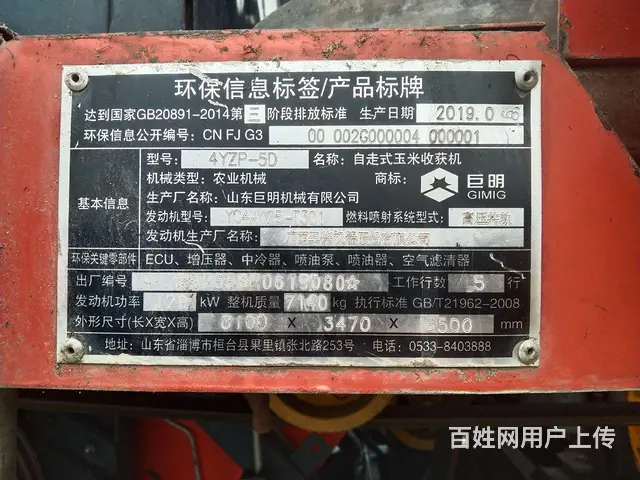 环保信息标签/产品标牌
达到国家GB20891-2014第三阶段排放标准 生产日期 2019.0
环保信息公开编号: CN FJ G3 00 002G000004 000001
型号: 4YZP-5D 名称: 自走式玉米收获机
机械类型: 农业机械 商标: 巨明
GIMIG
基本信息
生产厂名称: 山东巨明机械有限公司
发动机型号: 燃料喷射系统型式: 高压共轨
发动机生产厂名称:
环保关键零部件 ECU、增压器、中冷器、喷油泵、喷油器、空气滤清器
出厂编号 0619080☆ 工作行数 5 行
发动机功率 kW 整机质量 7140 kg 执行标准 GB/T21962-2008
外形尺寸(长X宽X高) 8100 X 3470 X 3500 mm
地址: 山东省淄博市桓台县果里镇张北路253号 电话: 0533-8403888
百姓网用户上传